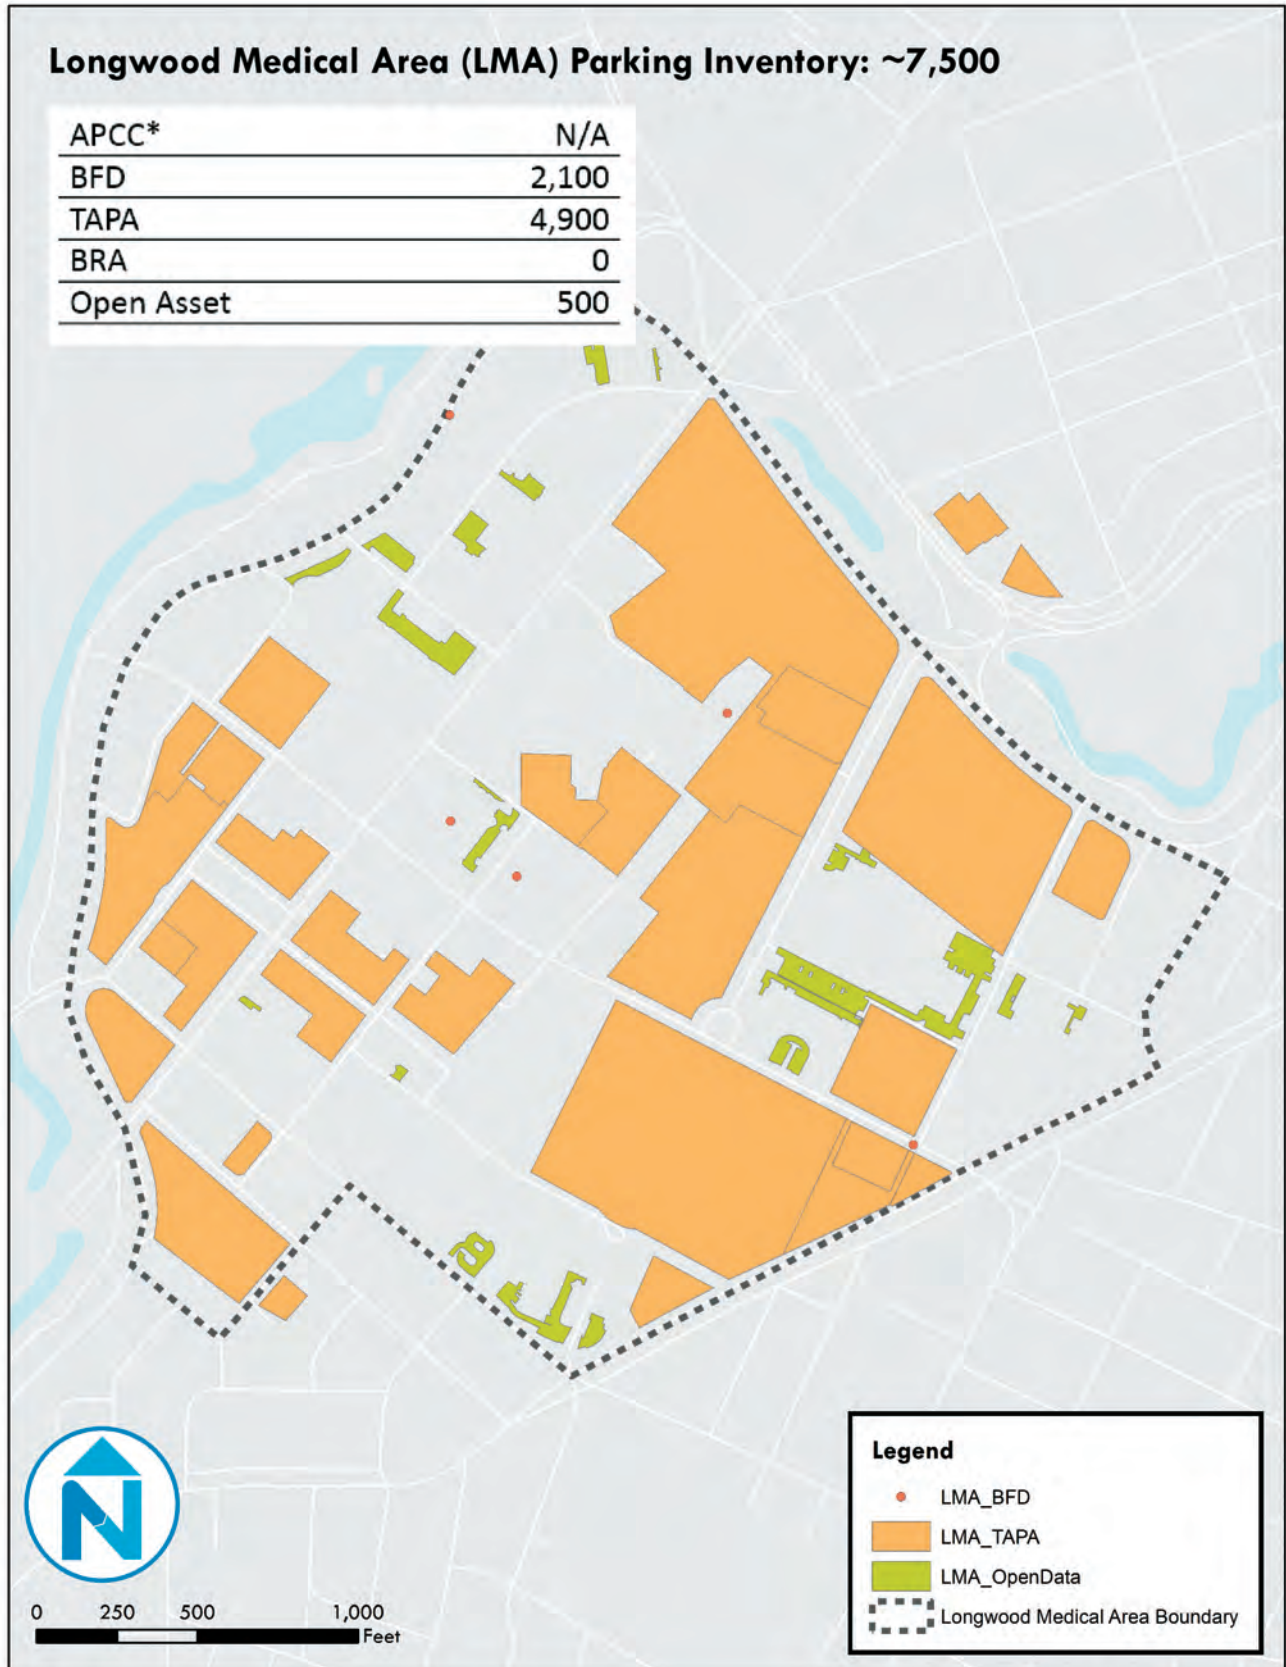 Longwood Medical Area (LMA) Parking Inventory: ~7,500
APCC* N/A
BFD 2,100
TAPA 4,900
BRA 0
Open Asset 500
N
0 250 500 1,000
Feet
Legend
LMA_BFD
LMA_TAPA
LMA_OpenData
Longwood Medical Area Boundary